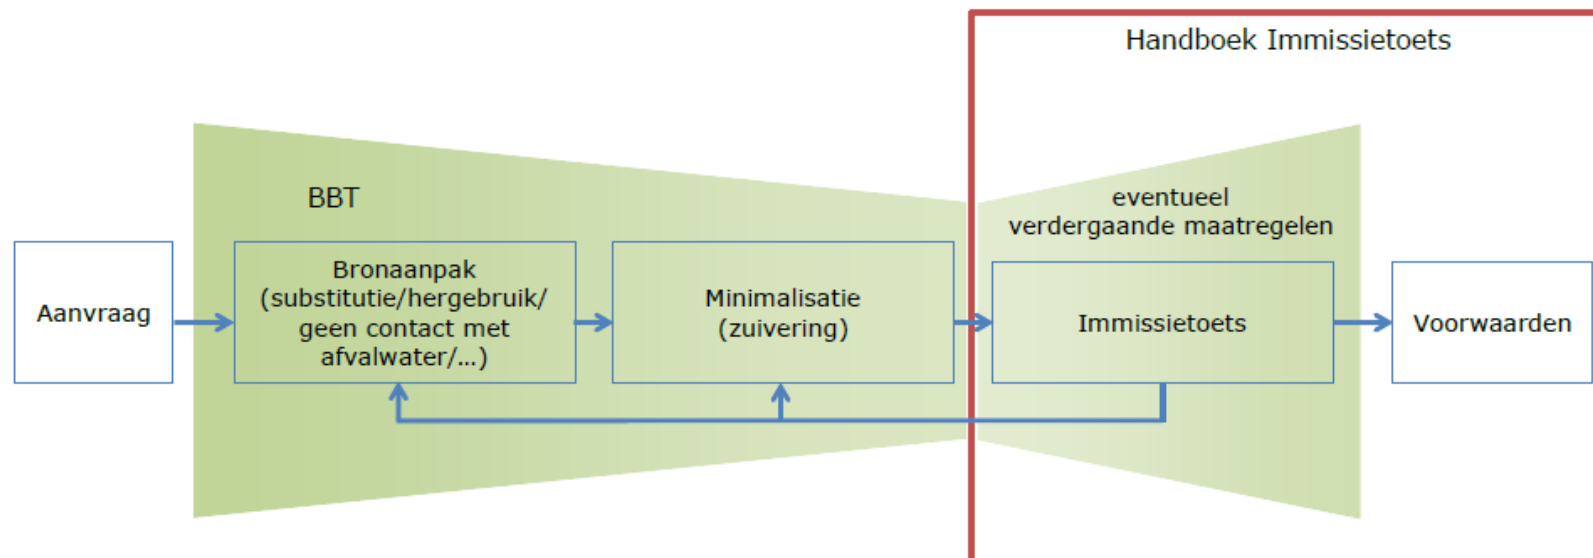 Handboek Immissietoets
BBT
eventueel
verdergaande maatregelen
Aanvraag
Bronaanpak
(substitutie/hergebruik/
geen contact met
afvalwater/...)
Minimalisatie
(zuivering)
Immissietoets
Voorwaarden